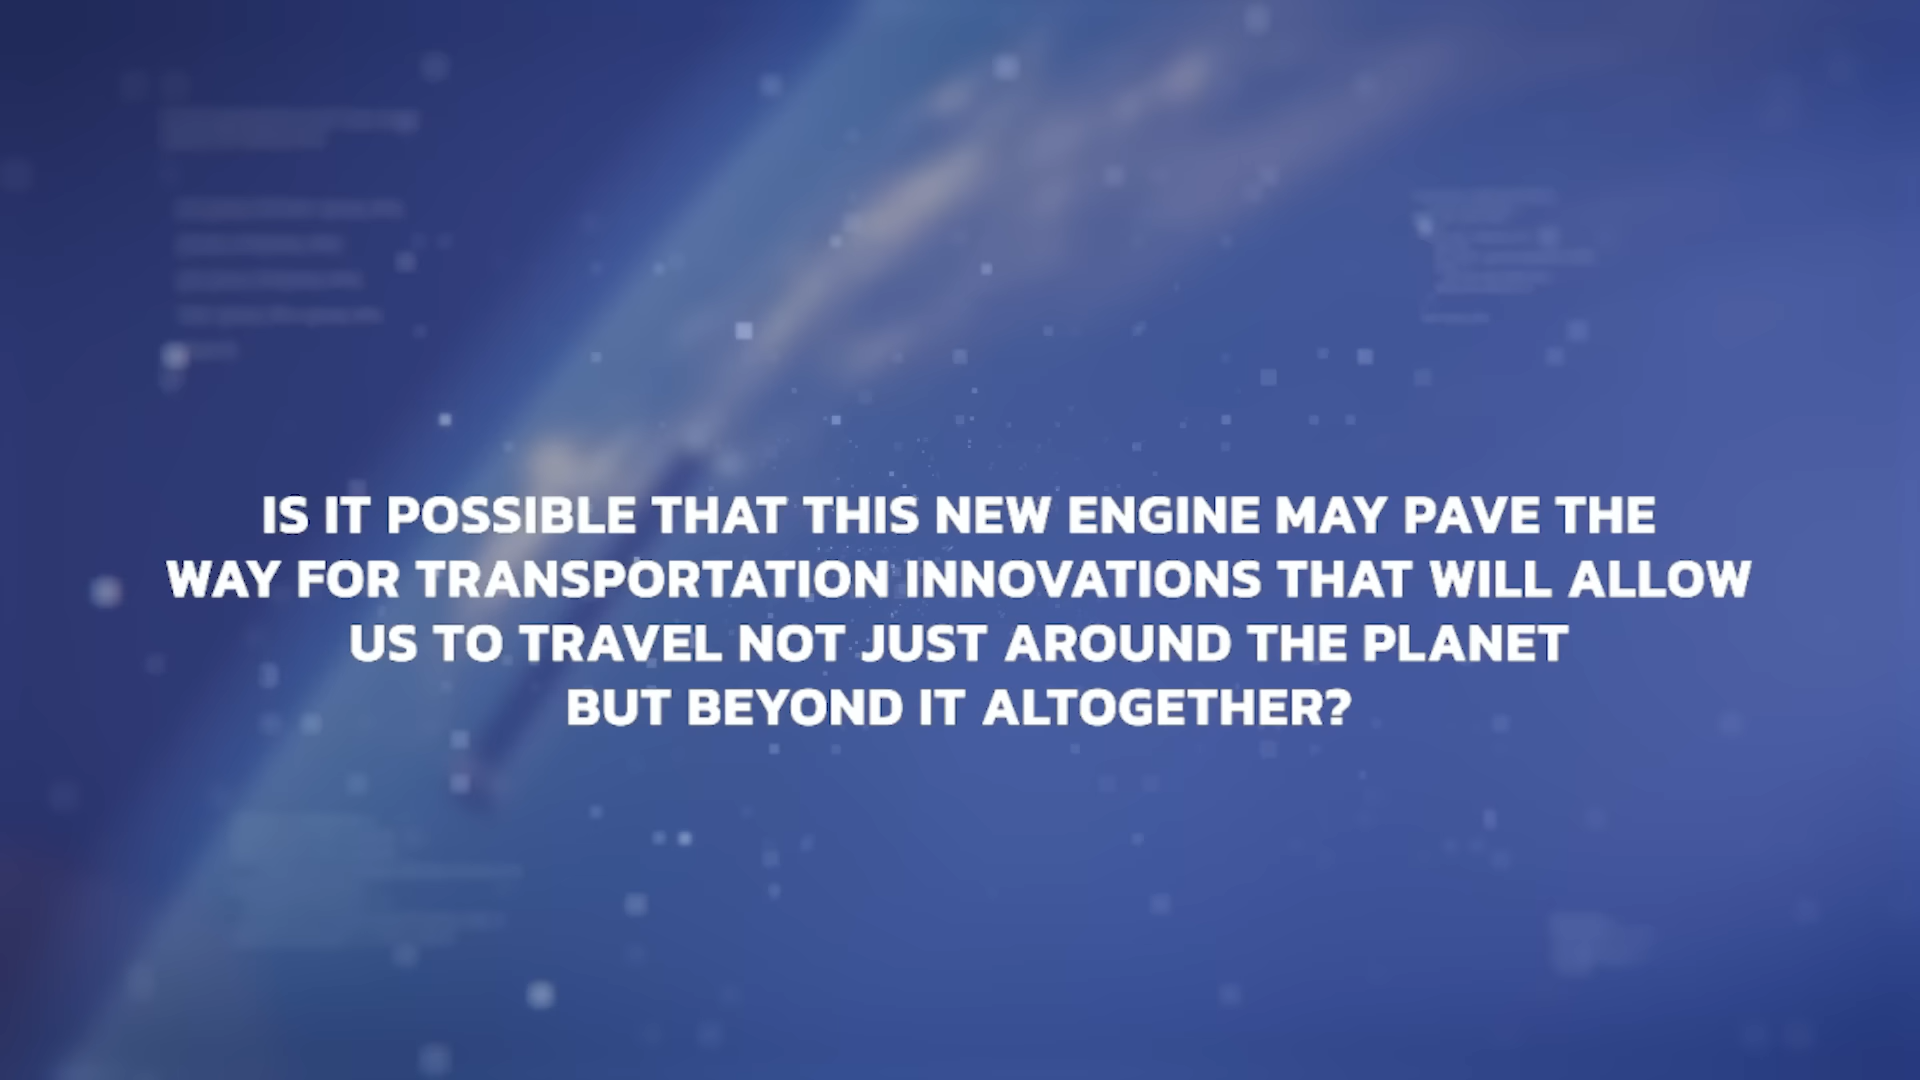 IS IT POSSIBLE THAT THIS NEW ENGINE MAY PAVE THE
WAY FOR TRANSPORTATION INNOVATIONS THAT WILL ALLOW
US TO TRAVEL NOT JUST AROUND THE PLANET
BUT BEYOND IT ALTOGETHER?